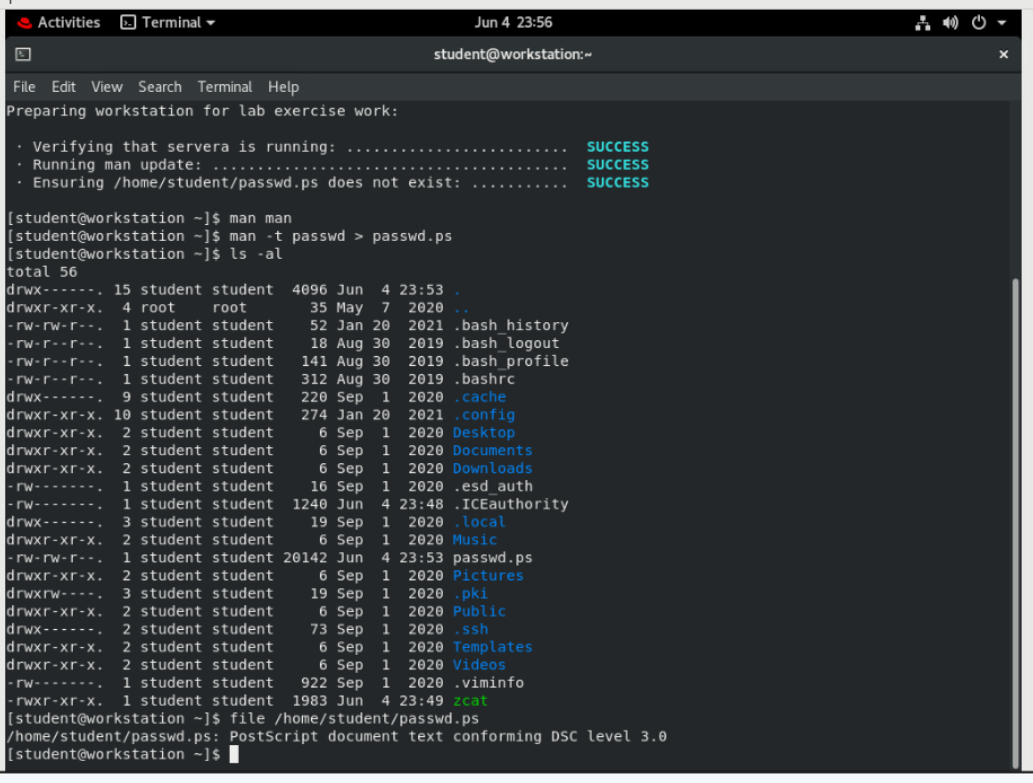 Activities Terminal Jun 4 23:56
student@workstation:~
File Edit View Search Terminal Help
Preparing workstation for lab exercise work:
· Verifying that servera is running: ......................... SUCCESS
· Running man update: ........................................ SUCCESS
· Ensuring /home/student/passwd.ps does not exist: ........... SUCCESS
[student@workstation ~]$ man man
[student@workstation ~]$ man -t passwd > passwd.ps
[student@workstation ~]$ ls -al
total 56
drwx------. 15 student student  4096 Jun  4 23:53 .
drwxr-xr-x.  4 root    root       35 May  7  2020 ..
-rw-rw-r--.  1 student student    52 Jan 20  2021 .bash_history
-rw-r--r--.  1 student student    18 Aug 30  2019 .bash_logout
-rw-r--r--.  1 student student   141 Aug 30  2019 .bash_profile
-rw-r--r--.  1 student student   312 Aug 30  2019 .bashrc
drwx------.  9 student student   220 Sep  1  2020 .cache
drwxr-xr-x. 10 student student   274 Jan 20  2021 .config
drwxr-xr-x.  2 student student     6 Sep  1  2020 Desktop
drwxr-xr-x.  2 student student     6 Sep  1  2020 Documents
drwxr-xr-x.  2 student student     6 Sep  1  2020 Downloads
-rw-------.  1 student student    16 Sep  1  2020 .esd_auth
-rw-------.  1 student student  1240 Jun  4 23:48 .ICEauthority
drwx------.  3 student student    19 Sep  1  2020 .local
drwxr-xr-x.  2 student student     6 Sep  1  2020 Music
-rw-rw-r--.  1 student student 20142 Jun  4 23:53 passwd.ps
drwxr-xr-x.  2 student student     6 Sep  1  2020 Pictures
drwxrw----.  3 student student    19 Sep  1  2020 .pki
drwxr-xr-x.  2 student student     6 Sep  1  2020 Public
drwx------.  2 student student    73 Sep  1  2020 .ssh
drwxr-xr-x.  2 student student     6 Sep  1  2020 Templates
drwxr-xr-x.  2 student student     6 Sep  1  2020 Videos
-rw-------.  1 student student   922 Sep  1  2020 .viminfo
-rwxr-xr-x.  1 student student  1983 Jun  4 23:49 zcat
[student@workstation ~]$ file /home/student/passwd.ps
/home/student/passwd.ps: PostScript document text conforming DSC level 3.0
[student@workstation ~]$